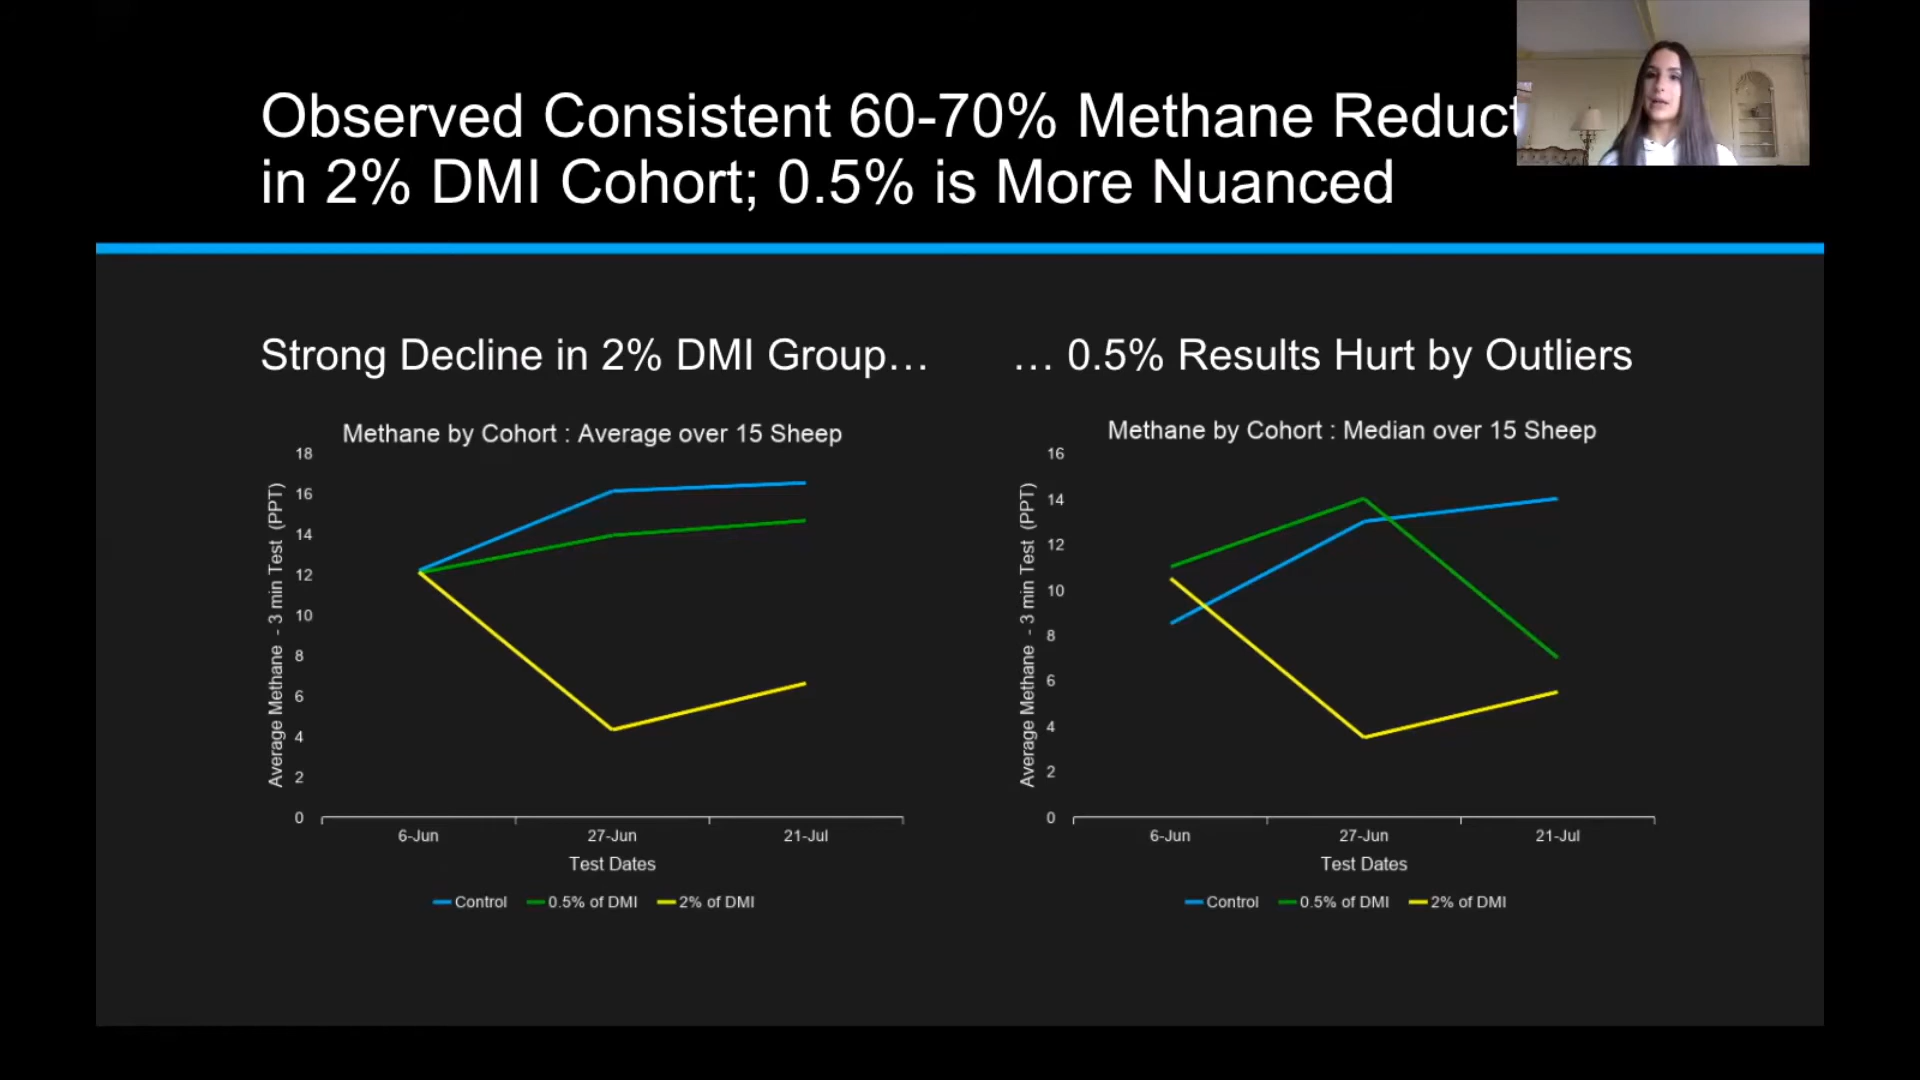 Observed Consistent 60-70% Methane Reduct
in 2% DMI Cohort; 0.5% is More Nuanced
Strong Decline in 2% DMI Group…
Methane by Cohort : Average over 15 Sheep
Average Methane - 3 min Test (PPT)
18
16
14
12
10
8
6
4
2
0
6-Jun 27-Jun 21-Jul
Test Dates
Control 0.5% of DMI 2% of DMI
… 0.5% Results Hurt by Outliers
Methane by Cohort : Median over 15 Sheep
Average Methane - 3 min Test (PPT)
16
14
12
10
8
6
4
2
0
6-Jun 27-Jun 21-Jul
Test Dates
Control 0.5% of DMI 2% of DMI